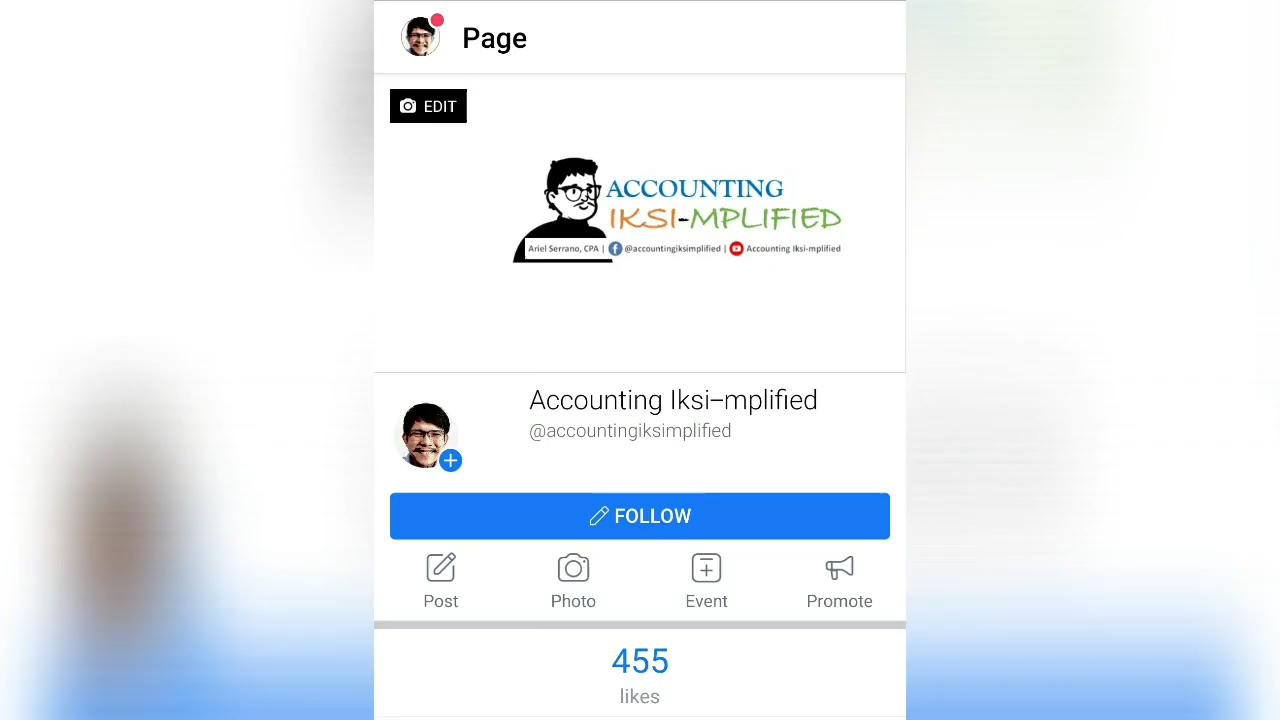 Page
EDIT
ACCOUNTING
IKSI-MPLIFIED
Ariel Serrano, CPA | @accountingiksimplified | Accounting Iksi-mplified
Accounting Iksi–mplified
@accountingiksimplified
FOLLOW
Post Photo Event Promote
455
likes